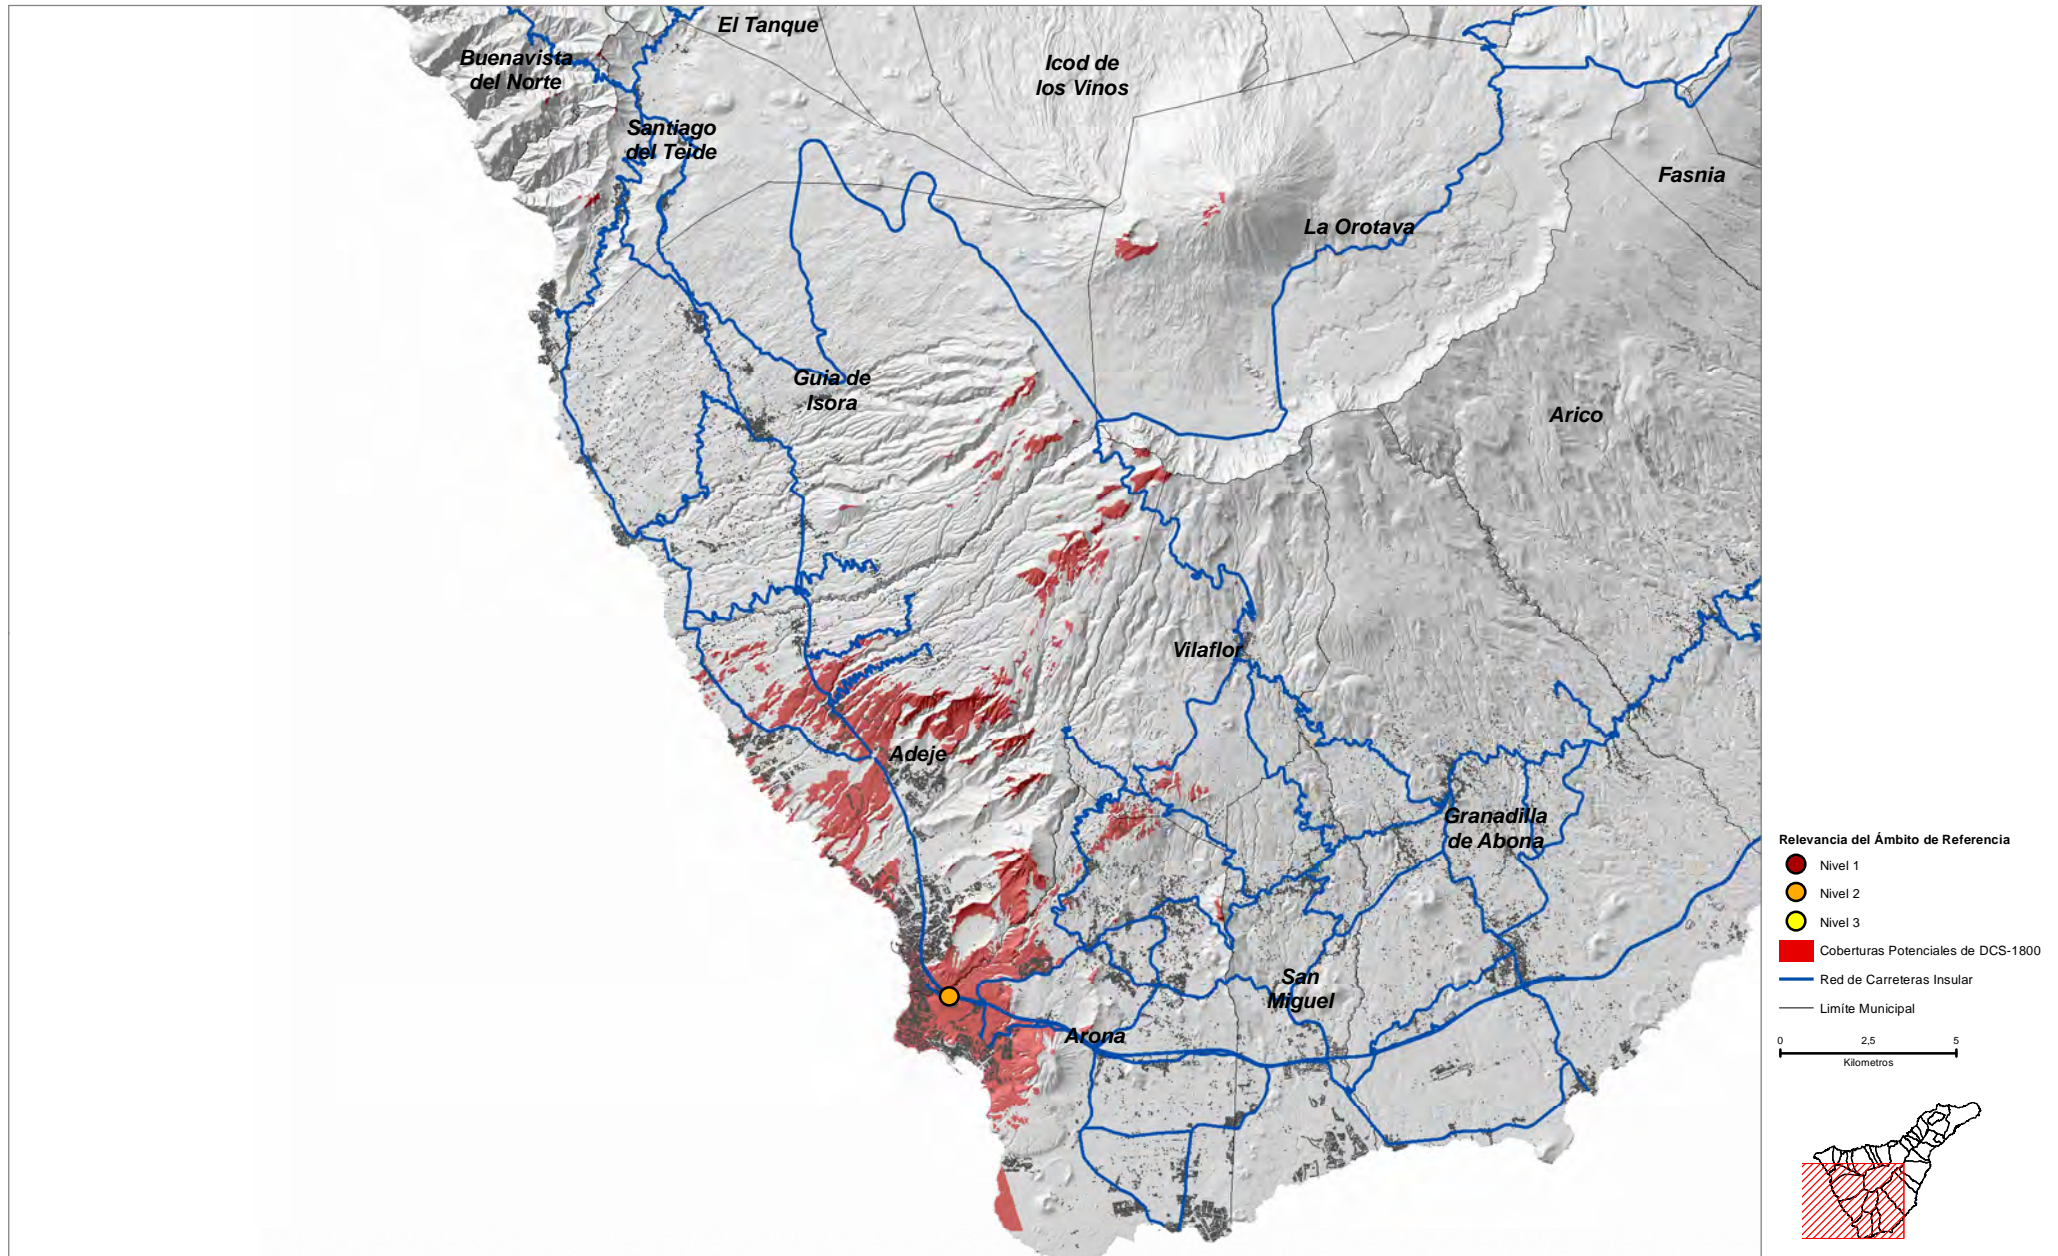 El Tanque
Buenavista
del Norte
Icod de
los Vinos
Santiago
del Teide
Fasnia
La Orotava
Guia de
Isora
Arico
Vilaflor
Adeje
Granadilla
de Abona
San
Miguel
Arona
Relevancia del Ámbito de Referencia
Nivel 1
Nivel 2
Nivel 3
Coberturas Potenciales de DCS-1800
Red de Carreteras Insular
Limíte Municipal
0 2,5 5
Kilometros